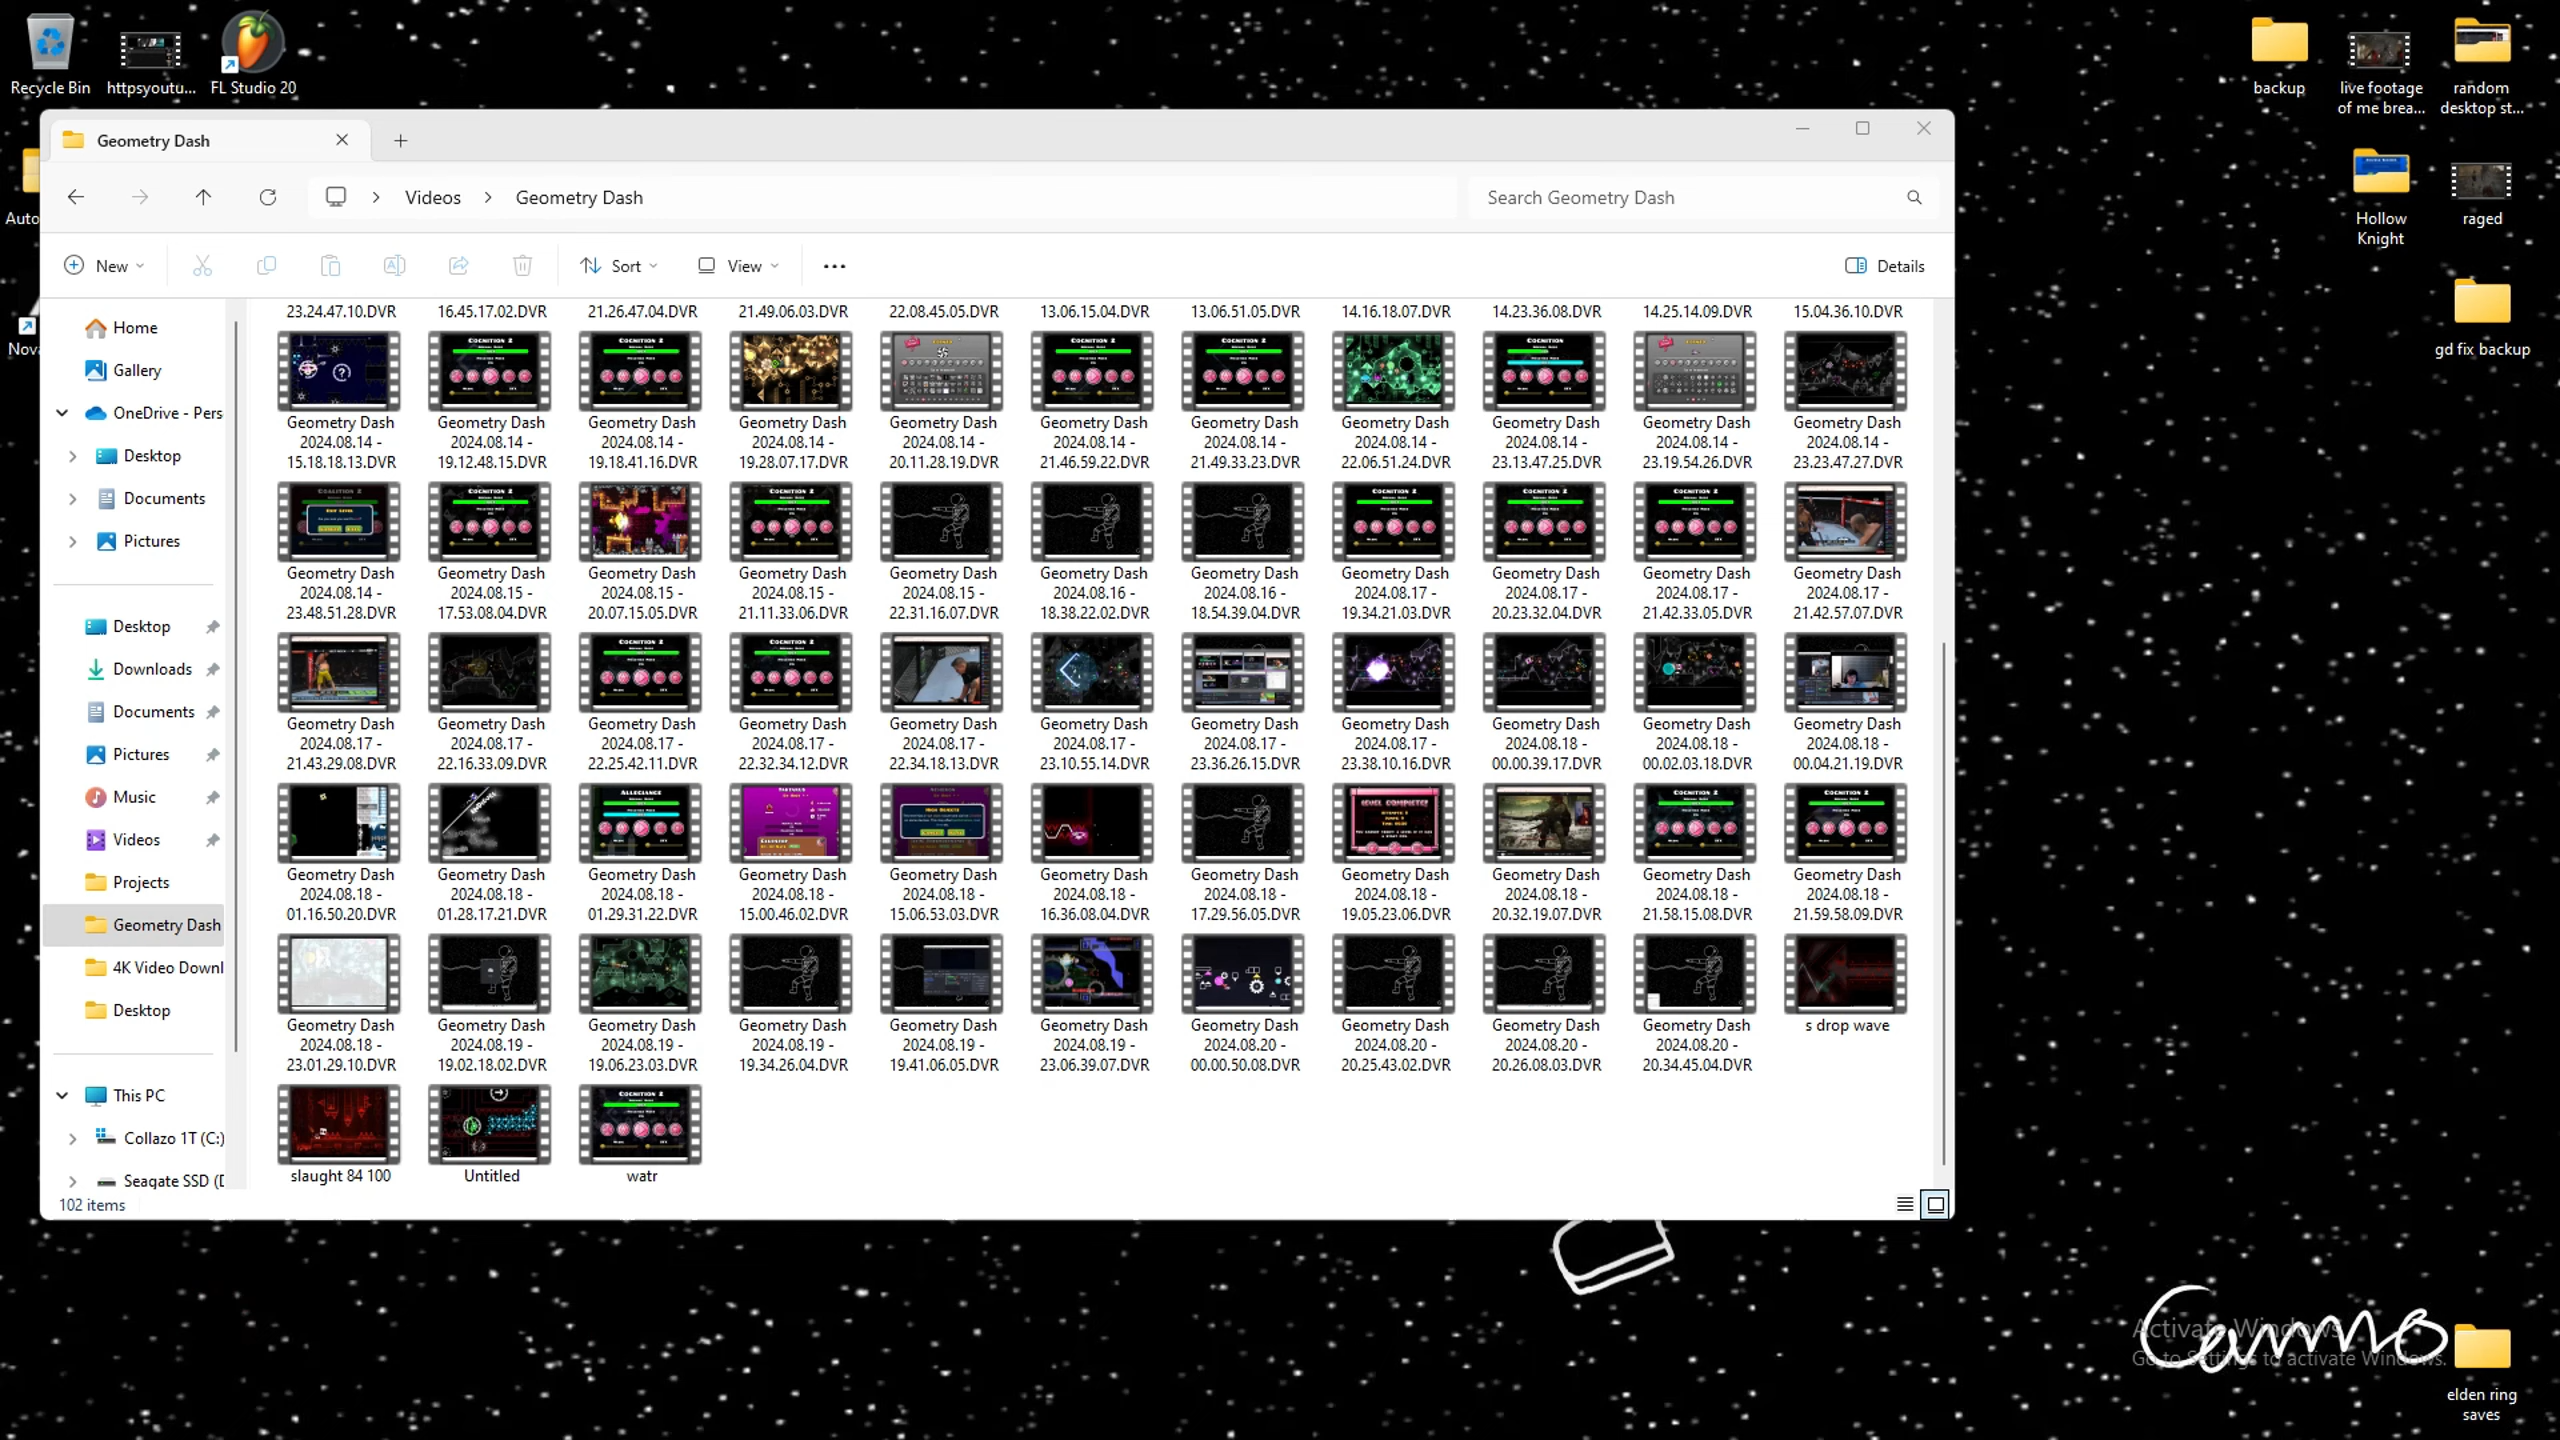 Recycle Bin
httpsyoutu...
FL Studio 20
backup
live footage
of me brea...
random
desktop st...
Geometry Dash
Auto
Videos
Geometry Dash
Search Geometry Dash
Hollow
Knight
raged
New
Sort
View
Details
Nova
gd fix backup
Home
Gallery
OneDrive - Pers
Desktop
Documents
Pictures
Desktop
Downloads
Documents
Pictures
Music
Videos
Projects
Geometry Dash
4K Video Downl
Desktop
This PC
Collazo 1T (C:)
Seagate SSD (D
23.24.47.10.DVR 16.45.17.02.DVR 21.26.47.04.DVR 21.49.06.03.DVR 22.08.45.05.DVR 13.06.15.04.DVR 13.06.51.05.DVR 14.16.18.07.DVR 14.23.36.08.DVR 14.25.14.09.DVR 15.04.36.10.DVR
Geometry Dash Geometry Dash Geometry Dash Geometry Dash Geometry Dash Geometry Dash Geometry Dash Geometry Dash Geometry Dash Geometry Dash Geometry Dash
2024.08.14 - 2024.08.14 - 2024.08.14 - 2024.08.14 - 2024.08.14 - 2024.08.14 - 2024.08.14 - 2024.08.14 - 2024.08.14 - 2024.08.14 - 2024.08.14 -
15.18.18.13.DVR 19.12.48.15.DVR 19.18.41.16.DVR 19.28.07.17.DVR 20.11.28.19.DVR 21.46.59.22.DVR 21.49.33.23.DVR 22.06.51.24.DVR 23.13.47.25.DVR 23.19.54.26.DVR 23.23.47.27.DVR
Geometry Dash Geometry Dash Geometry Dash Geometry Dash Geometry Dash Geometry Dash Geometry Dash Geometry Dash Geometry Dash Geometry Dash Geometry Dash
2024.08.14 - 2024.08.15 - 2024.08.15 - 2024.08.15 - 2024.08.15 - 2024.08.16 - 2024.08.16 - 2024.08.17 - 2024.08.17 - 2024.08.17 - 2024.08.17 -
23.48.51.28.DVR 17.53.08.04.DVR 20.07.15.05.DVR 21.11.33.06.DVR 22.31.16.07.DVR 18.38.22.02.DVR 18.54.39.04.DVR 19.34.21.03.DVR 20.23.32.04.DVR 21.42.33.05.DVR 21.42.57.07.DVR
Geometry Dash Geometry Dash Geometry Dash Geometry Dash Geometry Dash Geometry Dash Geometry Dash Geometry Dash Geometry Dash Geometry Dash Geometry Dash
2024.08.17 - 2024.08.17 - 2024.08.17 - 2024.08.17 - 2024.08.17 - 2024.08.17 - 2024.08.17 - 2024.08.17 - 2024.08.18 - 2024.08.18 - 2024.08.18 -
21.43.29.08.DVR 22.16.33.09.DVR 22.25.42.11.DVR 22.32.34.12.DVR 22.34.18.13.DVR 23.10.55.14.DVR 23.36.26.15.DVR 23.38.10.16.DVR 00.00.39.17.DVR 00.02.03.18.DVR 00.04.21.19.DVR
Geometry Dash Geometry Dash Geometry Dash Geometry Dash Geometry Dash Geometry Dash Geometry Dash Geometry Dash Geometry Dash Geometry Dash Geometry Dash
2024.08.18 - 2024.08.18 - 2024.08.18 - 2024.08.18 - 2024.08.18 - 2024.08.18 - 2024.08.18 - 2024.08.18 - 2024.08.18 - 2024.08.18 - 2024.08.18 -
01.16.50.20.DVR 01.28.17.21.DVR 01.29.31.22.DVR 15.00.46.02.DVR 15.06.53.03.DVR 16.36.08.04.DVR 17.29.56.05.DVR 19.05.23.06.DVR 20.32.19.07.DVR 21.58.15.08.DVR 21.59.58.09.DVR
Geometry Dash Geometry Dash Geometry Dash Geometry Dash Geometry Dash Geometry Dash Geometry Dash Geometry Dash Geometry Dash Geometry Dash s drop wave
2024.08.18 - 2024.08.19 - 2024.08.19 - 2024.08.19 - 2024.08.19 - 2024.08.19 - 2024.08.20 - 2024.08.20 - 2024.08.20 - 2024.08.20 -
23.01.29.10.DVR 19.02.18.02.DVR 19.06.23.03.DVR 19.34.26.04.DVR 19.41.06.05.DVR 23.06.39.07.DVR 00.00.50.08.DVR 20.25.43.02.DVR 20.26.08.03.DVR 20.34.45.04.DVR
slaught 84 100 Untitled watr
102 items
Activate Windows
Go to Settings to activate Windows.
Camo
elden ring
saves